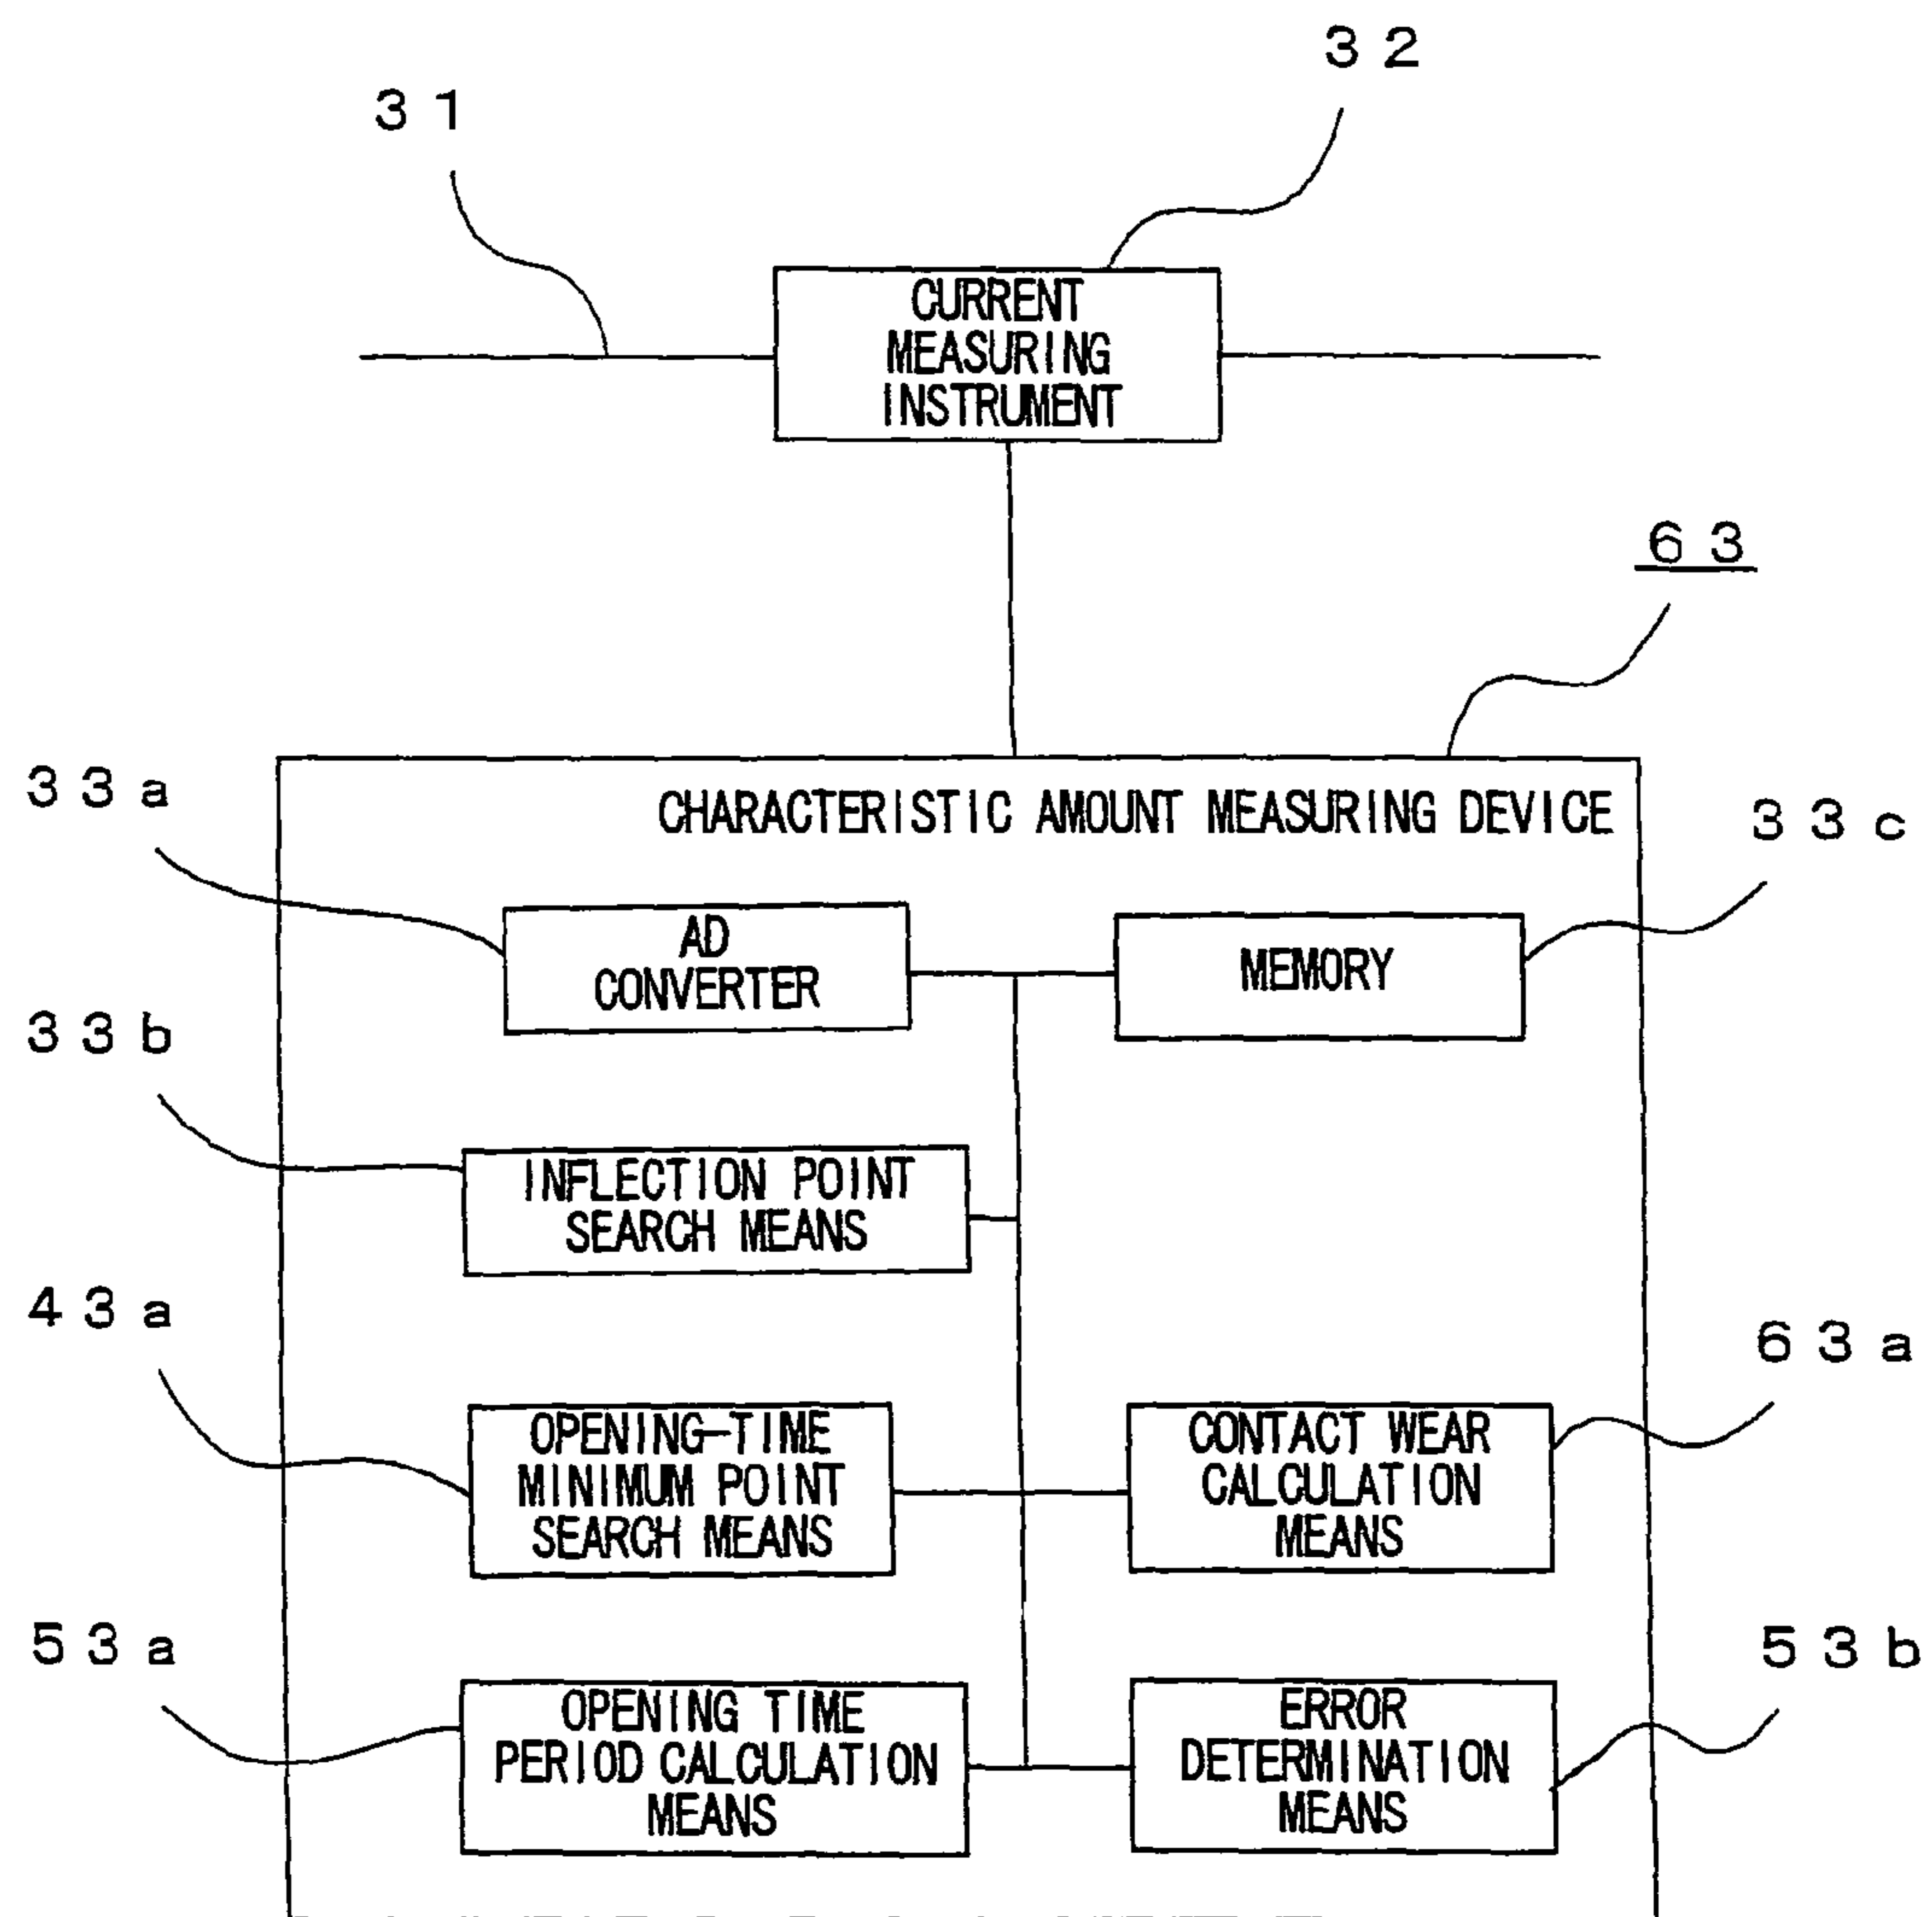 32
31
CURRENT
MEASURING
INSTRUMENT
63
33a
CHARACTERISTIC AMOUNT MEASURING DEVICE
33c
AD
CONVERTER
MEMORY
33b
INFLECTION POINT
SEARCH MEANS
43a
63a
OPENING-TIME
MINIMUM POINT
SEARCH MEANS
CONTACT WEAR
CALCULATION
MEANS
53a
53b
OPENING TIME
PERIOD CALCULATION
MEANS
ERROR
DETERMINATION
MEANS